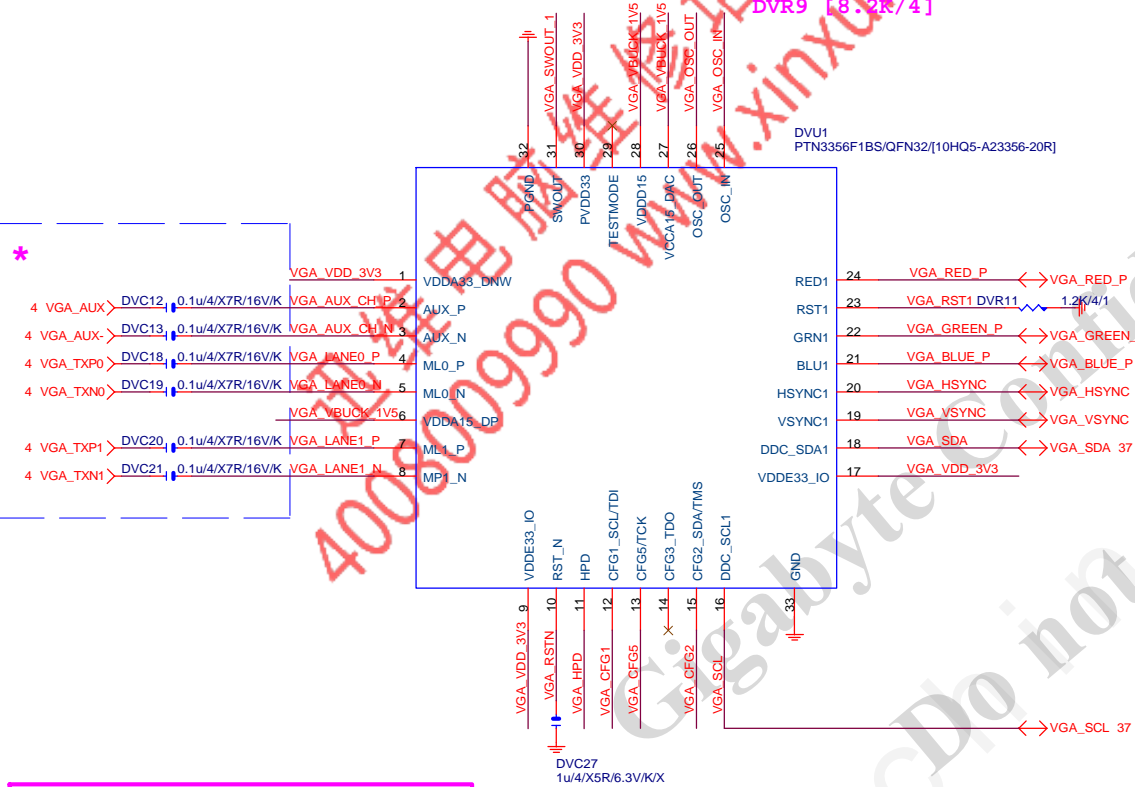 DVR9 [8.2K/4]
VGA_SWOUT_1
VGA_VDD_3V3
VGA_VBUCK_1V5
VGA_VBUCK_1V5
VGA_OSC_OUT
VGA_OSC_IN
DVU1
PTN3356F1BS/QFN32/[10HQ5-A23356-20R]
32 31 30 29 28 27 26 25
PGND
SWOUT
PVDD33
TESTMODE
VDDD15
VCCA15_DAC
OSC_OUT
OSC_IN
*
VGA_VDD_3V3 1 VDDA33_DNW
4 VGA_AUX DVC12 0.1u/4/X7R/16V/K VGA_AUX_CH_P 2 AUX_P
4 VGA_AUX- DVC13 0.1u/4/X7R/16V/K VGA_AUX_CH_N 3 AUX_N
4 VGA_TXP0 DVC18 0.1u/4/X7R/16V/K VGA_LANE0_P 4 ML0_P
4 VGA_TXN0 DVC19 0.1u/4/X7R/16V/K VGA_LANE0_N 5 ML0_N
VGA_VBUCK_1V5 6 VDDA15_DP
4 VGA_TXP1 DVC20 0.1u/4/X7R/16V/K VGA_LANE1_P 7 ML1_P
4 VGA_TXN1 DVC21 0.1u/4/X7R/16V/K VGA_LANE1_N 8 MP1_N
RED1 24 VGA_RED_P VGA_RED_P
RST1 23 VGA_RST1 DVR11 1.2K/4/1
GRN1 22 VGA_GREEN_P VGA_GREEN_
BLU1 21 VGA_BLUE_P VGA_BLUE_P
HSYNC1 20 VGA_HSYNC VGA_HSYNC
VSYNC1 19 VGA_VSYNC VGA_VSYNC
DDC_SDA1 18 VGA_SDA VGA_SDA 37
VDDE33_IO 17 VGA_VDD_3V3
VDDE33_IO
RST_N
HPD
CFG1_SCL/TDI
CFG5/TCK
CFG3_TDO
CFG2_SDA/TMS
DDC_SCL1
GND
9 10 11 12 13 14 15 16 33
VGA_VDD_3V3
VGA_RSTN
VGA_HPD
VGA_CFG1
VGA_CFG5
VGA_CFG2
VGA_SCL
VGA_SCL 37
DVC27
1u/4/X5R/6.3V/K/X
迅维电脑维修
4008009990 www.xinxu
Gigabyte Confi
Do not